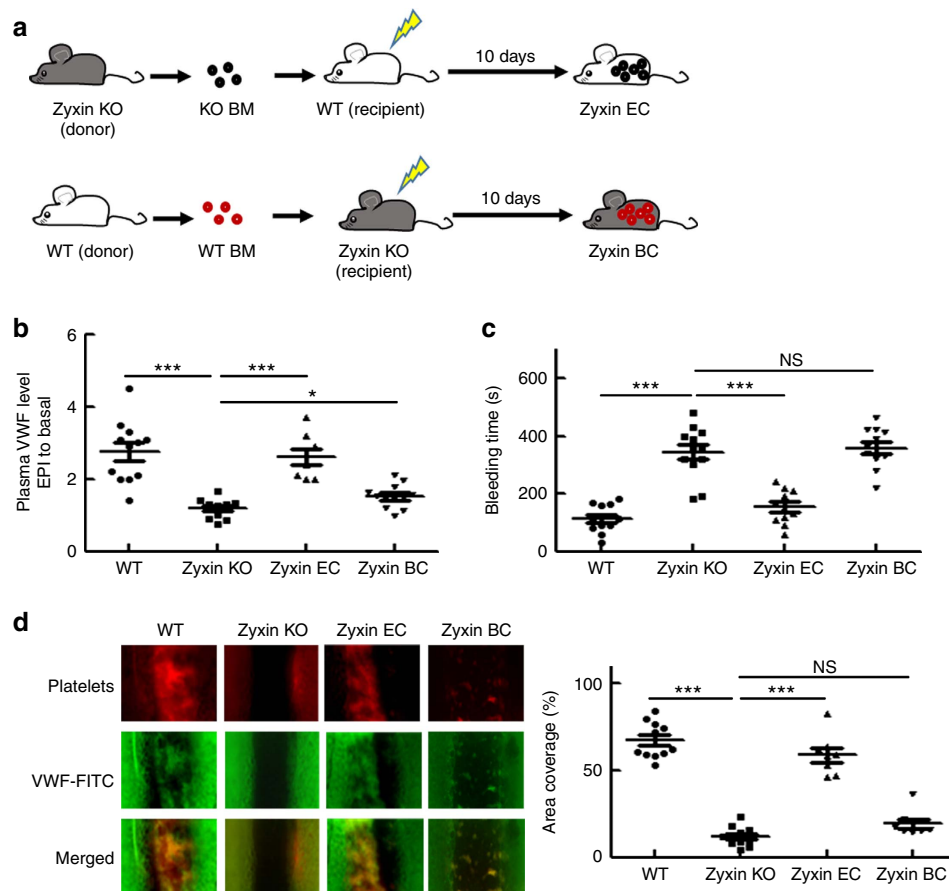 a
10 days
Zyxin KO
(donor)
KO BM
WT (recipient)
Zyxin EC
10 days
WT (donor)
WT BM
Zyxin KO
(recipient)
Zyxin BC
b
Plasma VWF level
EPI to basal
6
4
2
0
***
***
*
WT
Zyxin KO
Zyxin EC
Zyxin BC
c
Bleeding time (s)
600
400
200
0
NS
***
***
WT
Zyxin KO
Zyxin EC
Zyxin BC
d
WT
Zyxin KO
Zyxin EC
Zyxin BC
Platelets
VWF-FITC
Merged
Area coverage (%)
100
50
0
NS
***
***
WT
Zyxin KO
Zyxin EC
Zyxin BC